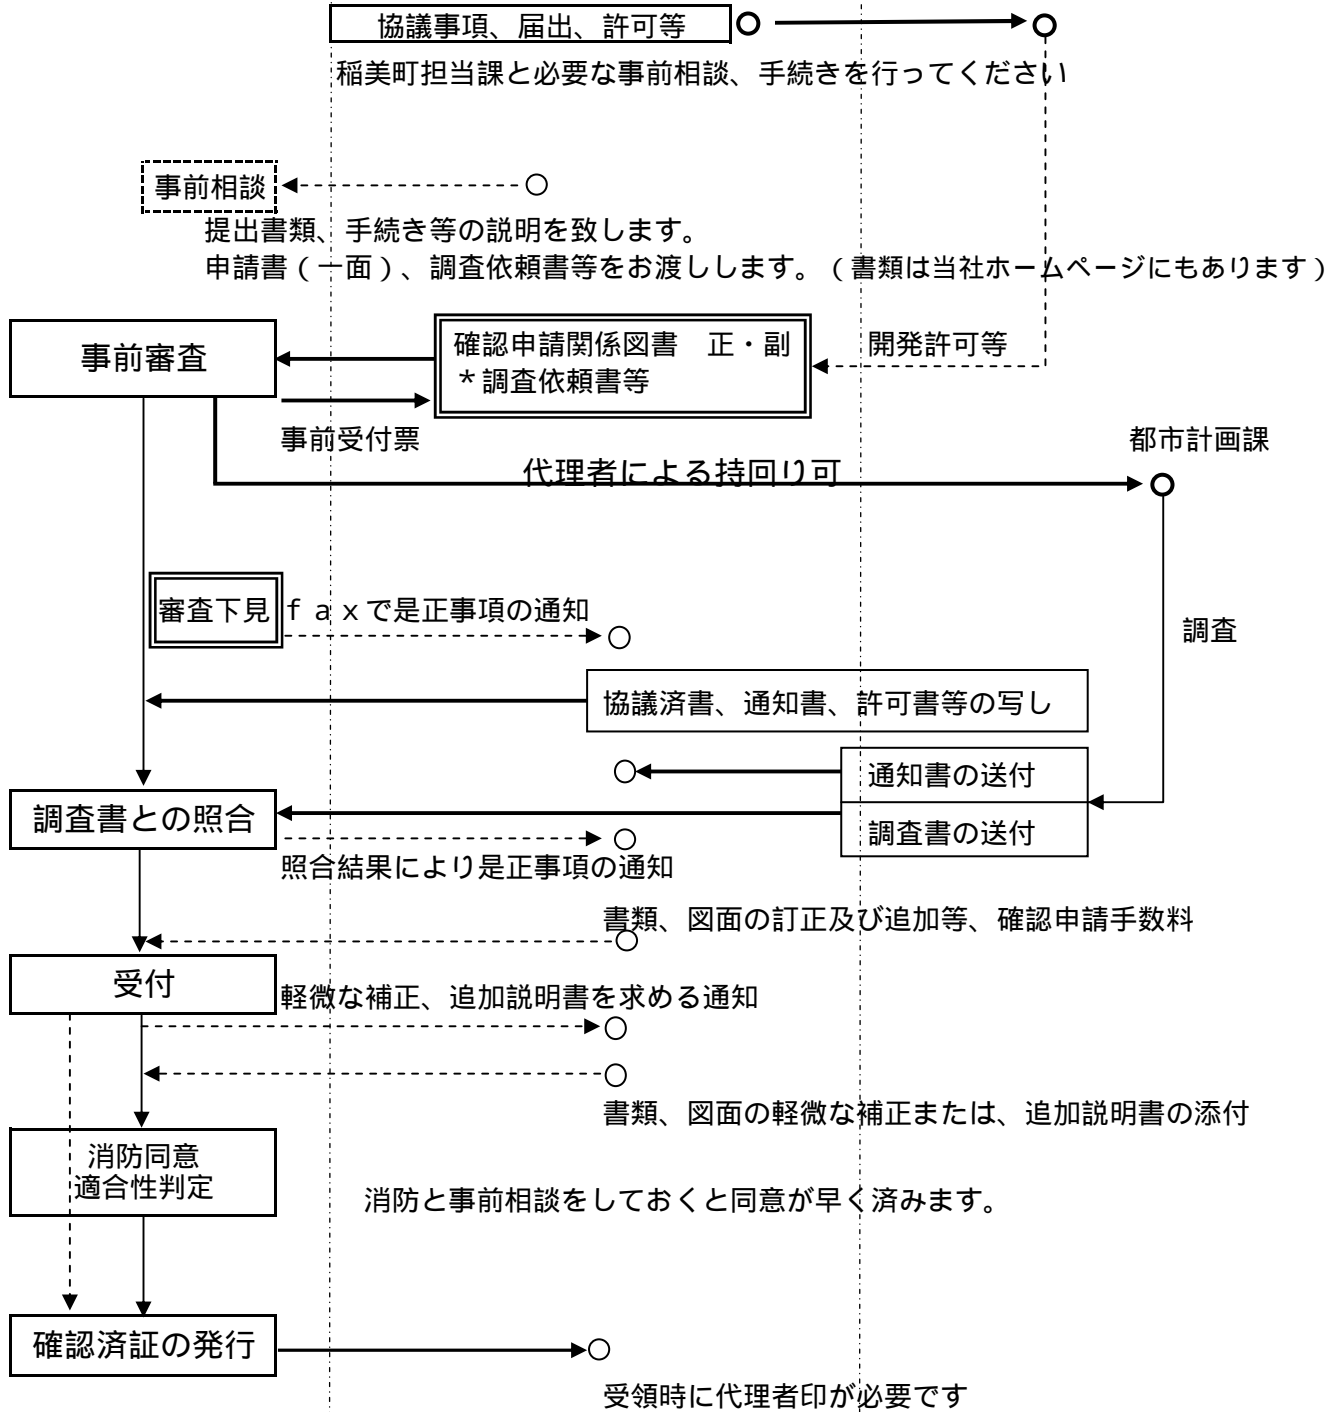 協議事項、届出、許可等
稲美町担当課と必要な事前相談、手続きを行ってください
事前相談
提出書類、手続き等の説明を致します。
申請書(一面)、調査依頼書等をお渡しします。(書類は当社ホームページにもあります)
事前審査
確認申請関係図書　正・副
*調査依頼書等
開発許可等
事前受付票
都市計画課
代理者による持回り可
審査下見
faxで是正事項の通知
調査
協議済書、通知書、許可書等の写し
通知書の送付
調査書との照合
調査書の送付
照合結果により是正事項の通知
書類、図面の訂正及び追加等、確認申請手数料
受付
軽微な補正、追加説明書を求める通知
書類、図面の軽微な補正または、追加説明書の添付
消防同意
適合性判定
消防と事前相談をしておくと同意が早く済みます。
確認済証の発行
受領時に代理者印が必要です